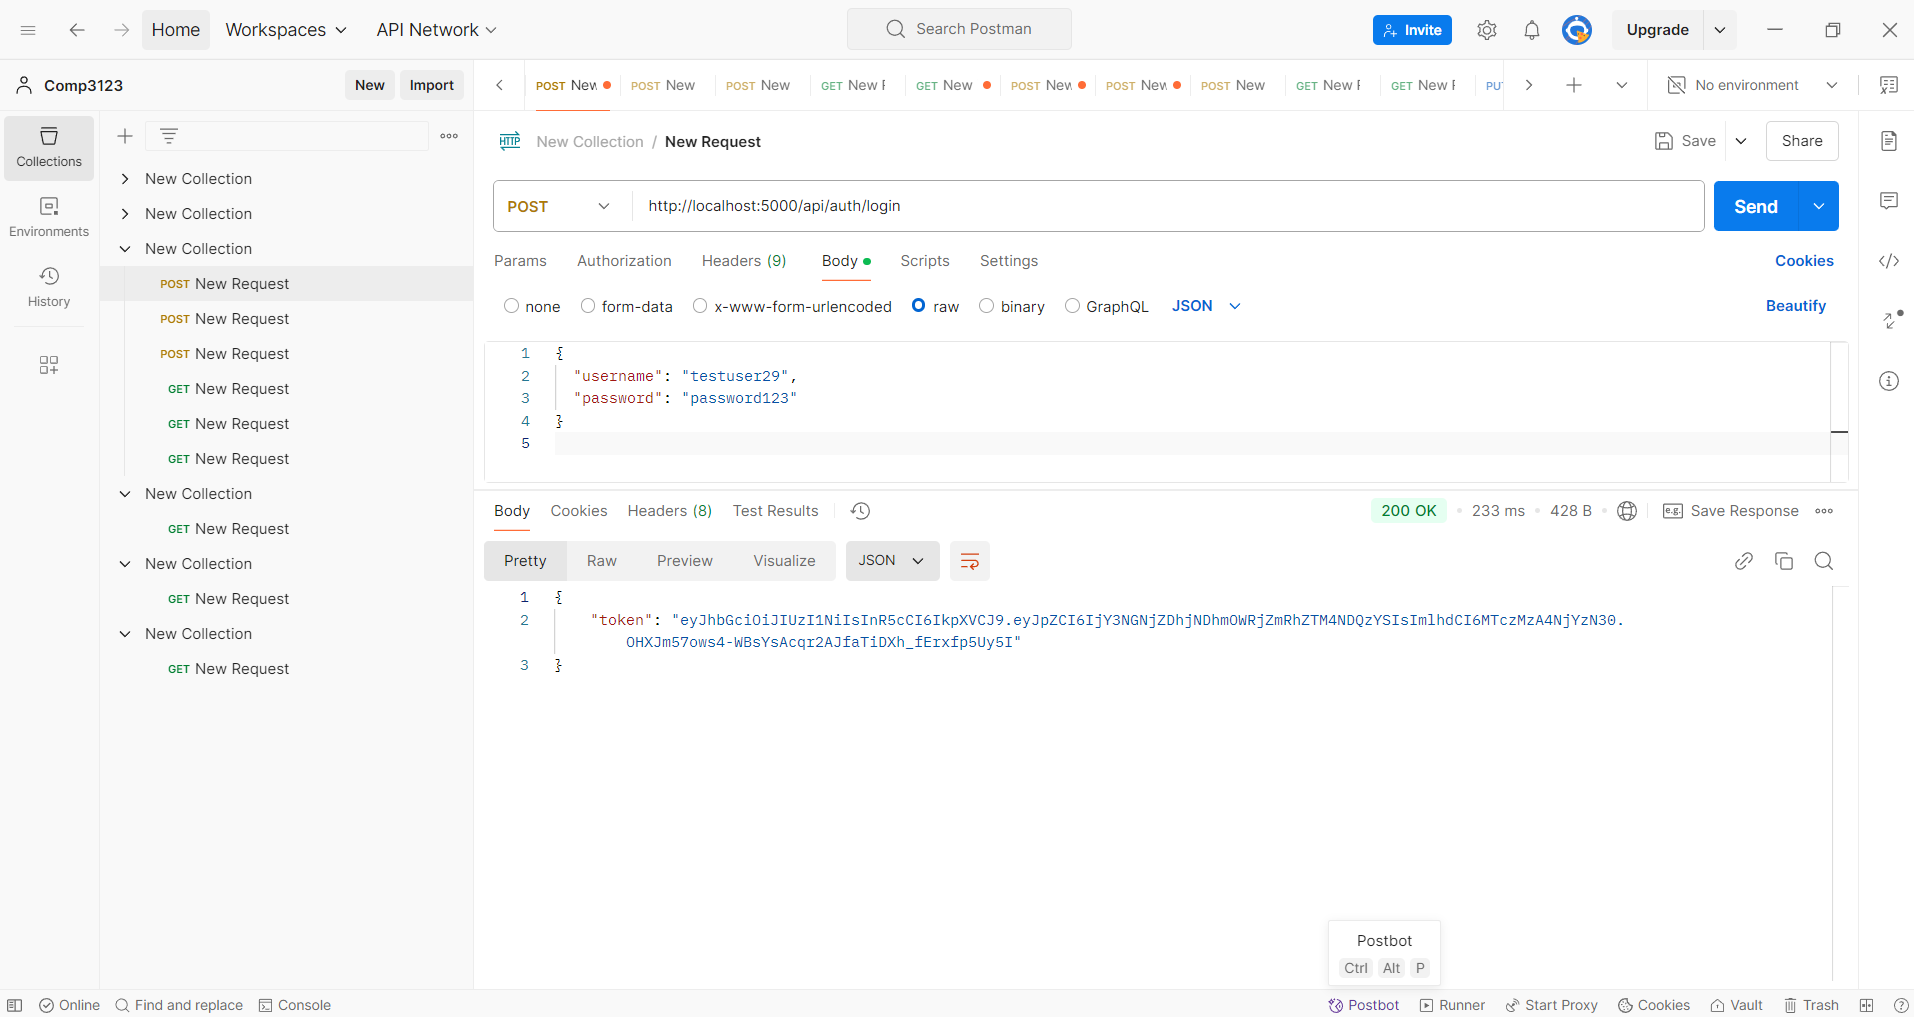 Home Workspaces API Network Search Postman Invite Upgrade
Comp3123 New Import
POST New POST New POST New GET New F GET New POST New POST New POST New GET New F GET New F PU No environment
Collections
Environments
History
New Collection
New Collection
New Collection
POST New Request
POST New Request
POST New Request
GET New Request
GET New Request
GET New Request
New Collection
GET New Request
New Collection
GET New Request
New Collection
GET New Request
HTTP New Collection / New Request Save Share
POST http://localhost:5000/api/auth/login Send
Params Authorization Headers (9) Body Scripts Settings Cookies
none form-data x-www-form-urlencoded raw binary GraphQL JSON Beautify
1 {
2 "username": "testuser29",
3 "password": "password123"
4 }
5
Body Cookies Headers (8) Test Results 200 OK 233 ms 428 B e.g. Save Response
Pretty Raw Preview Visualize JSON
1 {
2 "token": "eyJhbGciOiJIUzI1NiIsInR5cCI6IkpXVCJ9.eyJpZCI6IjY3NGNjZDhjNDhmOWRjZmRhZTM4NDQzYSIsImlhdCI6MTczMzA4NjYzN30.
OHXJm57ows4-WBsYsAcqr2AJfaTiDXh_fErxfp5Uy5I"
3 }
Postbot
Ctrl Alt P
Online Find and replace Console Postbot Runner Start Proxy Cookies Vault Trash